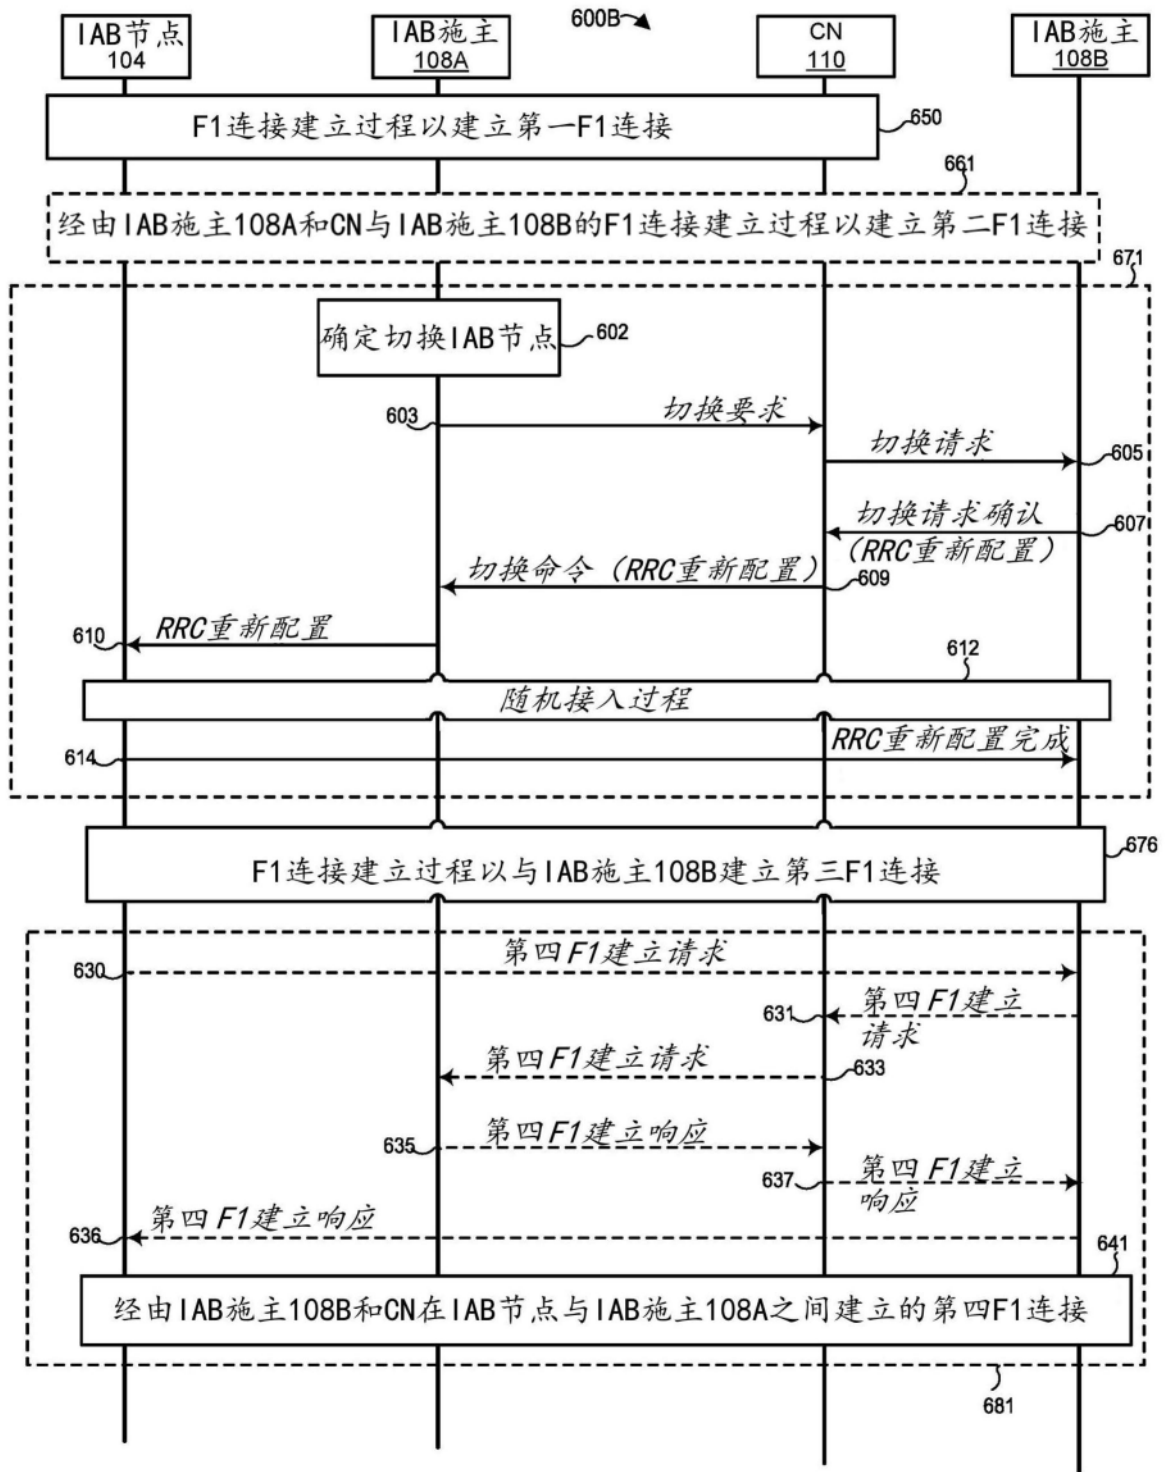 600B
IAB节点
104
IAB施主
108A
CN
110
IAB施主
108B
F1连接建立过程以建立第一F1连接
650
661
经由IAB施主108A和CN与IAB施主108B的F1连接建立过程以建立第二F1连接
671
确定切换IAB节点
602
603
切换要求
切换请求
605
切换请求确认
(RRC重新配置)
607
切换命令 (RRC重新配置)
609
610
RRC重新配置
612
随机接入过程
614
RRC重新配置完成
676
F1连接建立过程以与IAB施主108B建立第三F1连接
630
第四F1建立请求
631
第四F1建立
请求
第四F1建立请求
633
635
第四F1建立响应
637
第四F1建立
响应
636
第四F1建立响应
641
经由IAB施主108B和CN在IAB节点与IAB施主108A之间建立的第四F1连接
681